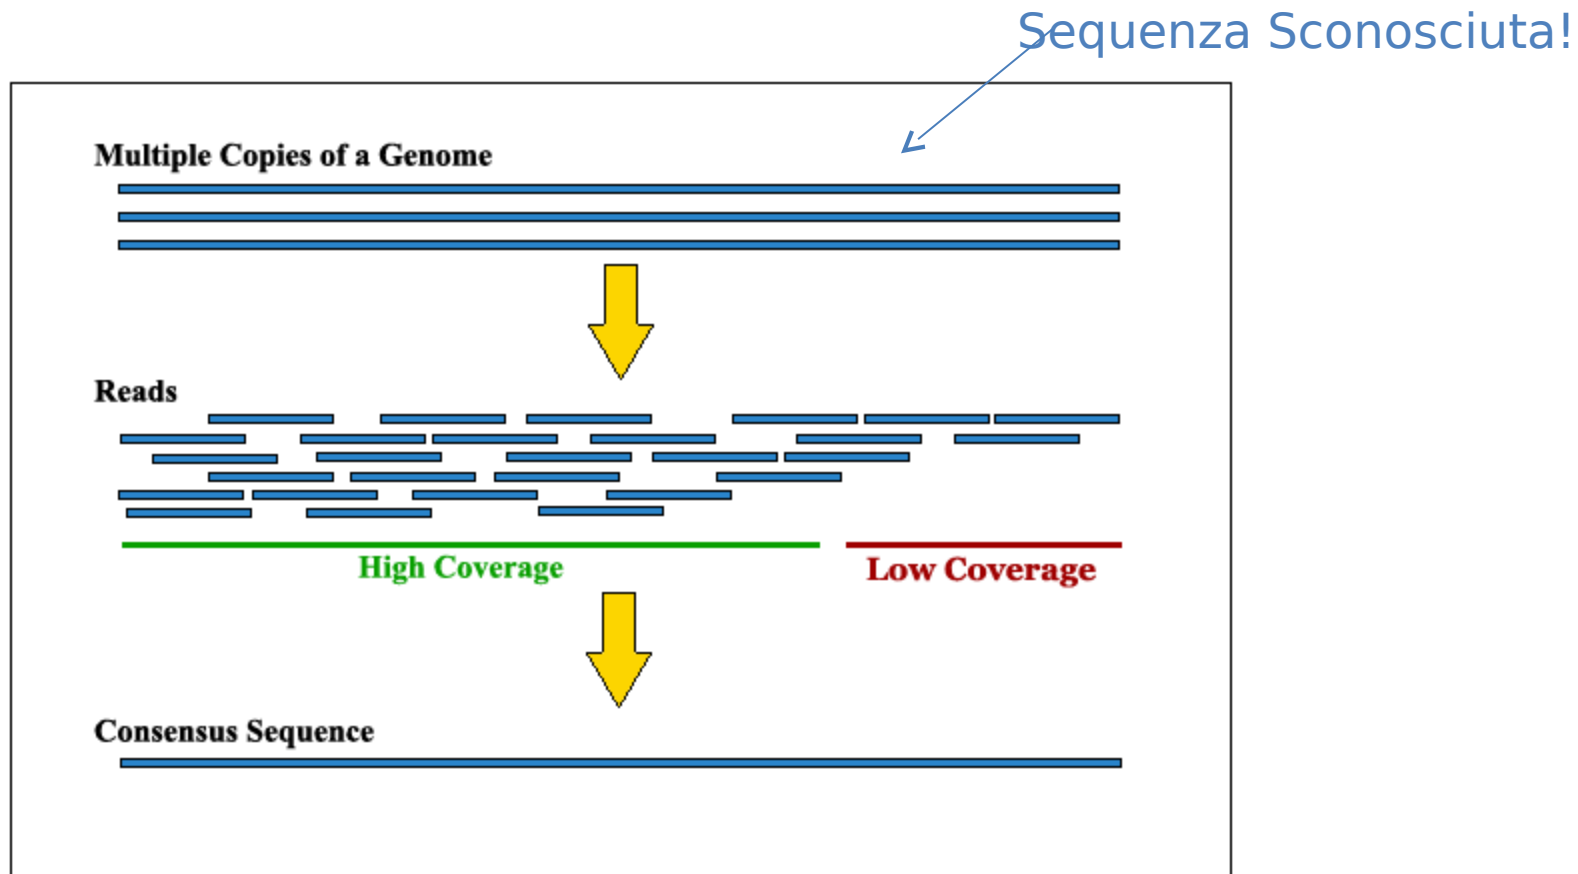 Sequenza Sconosciuta!
Multiple Copies of a Genome
Reads
High Coverage
Low Coverage
Consensus Sequence